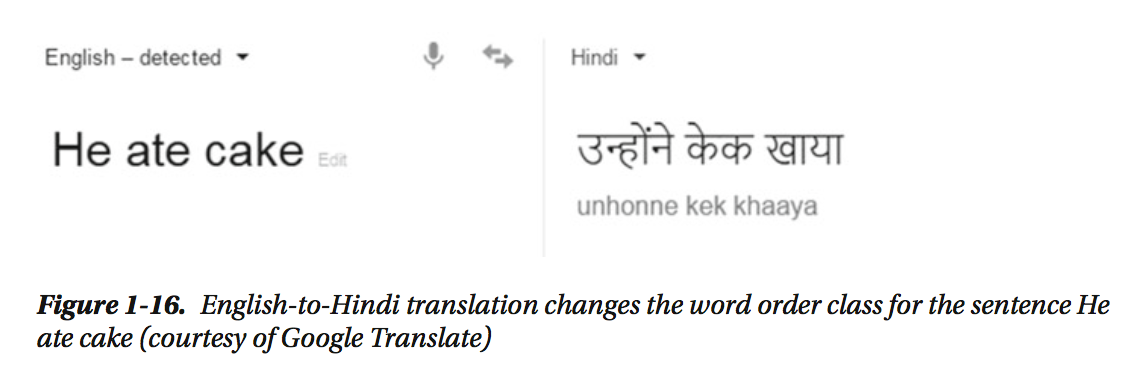 English – detected
Hindi
He ate cake Edit
उन्होंने केक खाया
unhonne kek khaaya
Figure 1-16. English-to-Hindi translation changes the word order class for the sentence He
ate cake (courtesy of Google Translate)